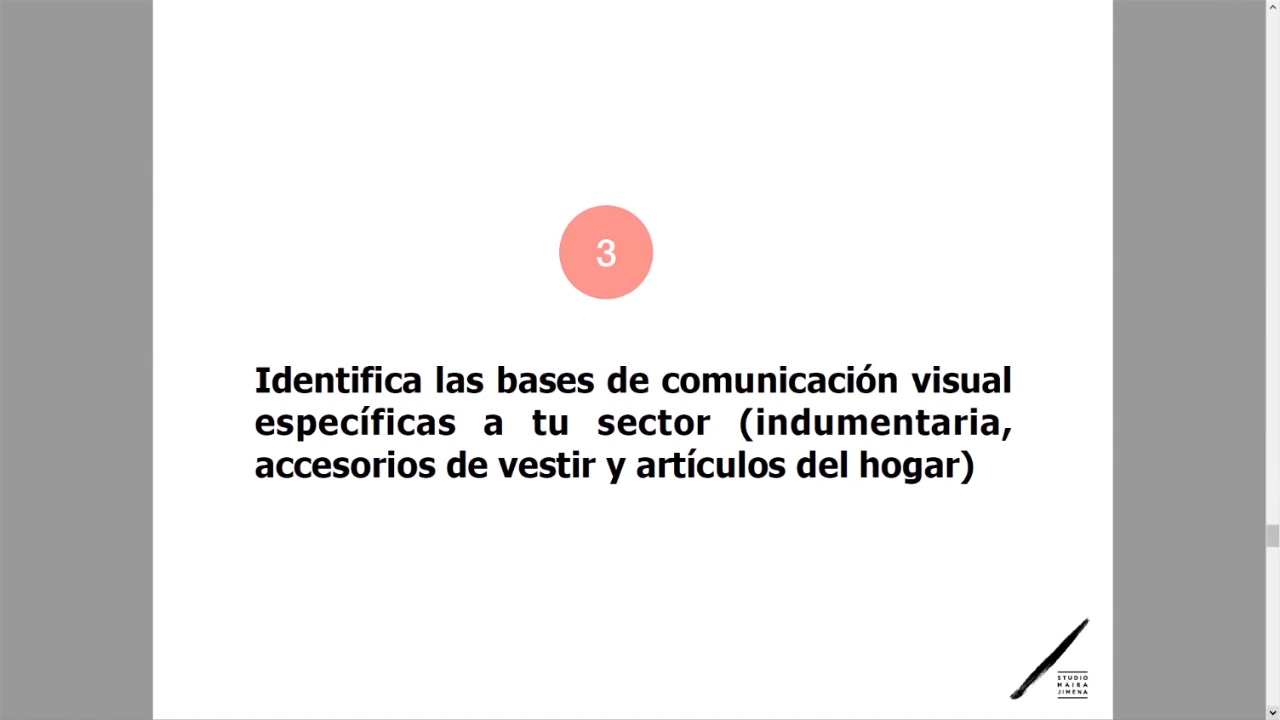 3
Identifica las bases de comunicación visual
específicas a tu sector (indumentaria,
accesorios de vestir y artículos del hogar)
STUDIO
MAIRA
JIMENA